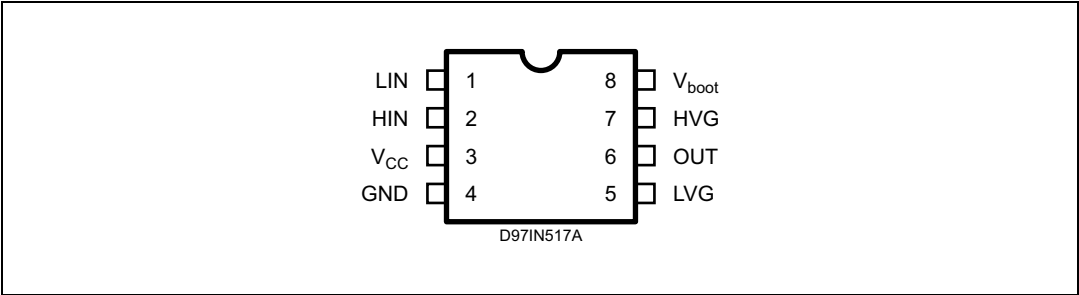 LIN 1 8 Vboot
HIN 2 7 HVG
VCC 3 6 OUT
GND 4 5 LVG
D97IN517A